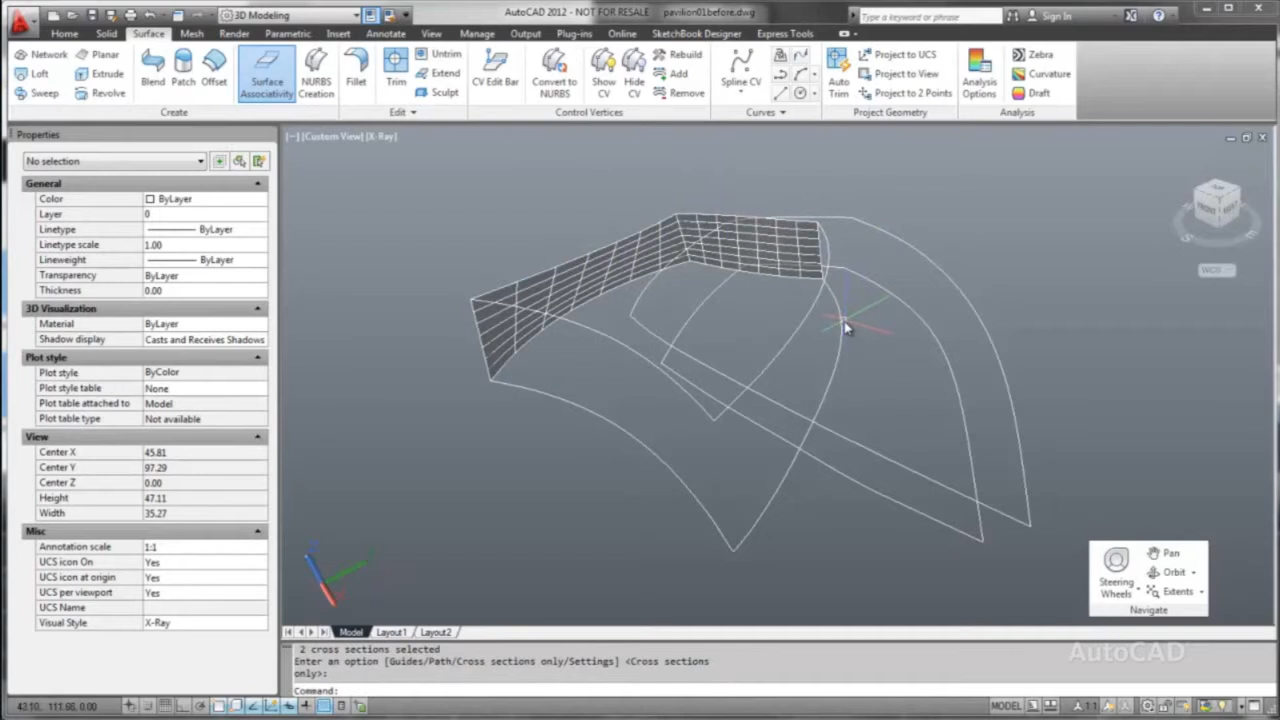 3D Modeling
AutoCAD 2012 - NOT FOR RESALE pavilion01before.dwg
Type a keyword or phrase
Sign In
Home Solid Surface Mesh Render Parametric Insert Annotate View Manage Output Plug-ins Online SketchBook Designer Express Tools
Network Planar
Loft Extrude
Sweep Revolve
Blend Patch Offset
Surface
Associativity
NURBS
Creation
Fillet
Trim
Untrim
Extend
Sculpt
CV Edit Bar
Convert to
NURBS
Show
CV
Hide
CV
Rebuild
Add
Remove
Spline CV
Auto
Trim
Project to UCS
Project to View
Project to 2 Points
Analysis
Options
Zebra
Curvature
Draft
Create Edit Control Vertices Curves Project Geometry Analysis
Properties
No selection
General
Color ByLayer
Layer 0
Linetype ByLayer
Linetype scale 1.00
Lineweight ByLayer
Transparency ByLayer
Thickness 0.00
3D Visualization
Material ByLayer
Shadow display Casts and Receives Shadows
Plot style
Plot style ByColor
Plot style table None
Plot table attached to Model
Plot table type Not available
View
Center X 45.81
Center Y 97.29
Center Z 0.00
Height 47.11
Width 35.27
Misc
Annotation scale 1:1
UCS icon On Yes
UCS icon at origin Yes
UCS per viewport Yes
UCS Name
Visual Style X-Ray
[−] [Custom View] [X-Ray]
WCS
Steering
Wheels
Pan
Orbit
Extents
Navigate
Model Layout1 Layout2
2 cross sections selected
Enter an option [Guides/Path/Cross sections only/Settings] <Cross sections
only>:
Command:
AutoCAD
MODEL
1:1